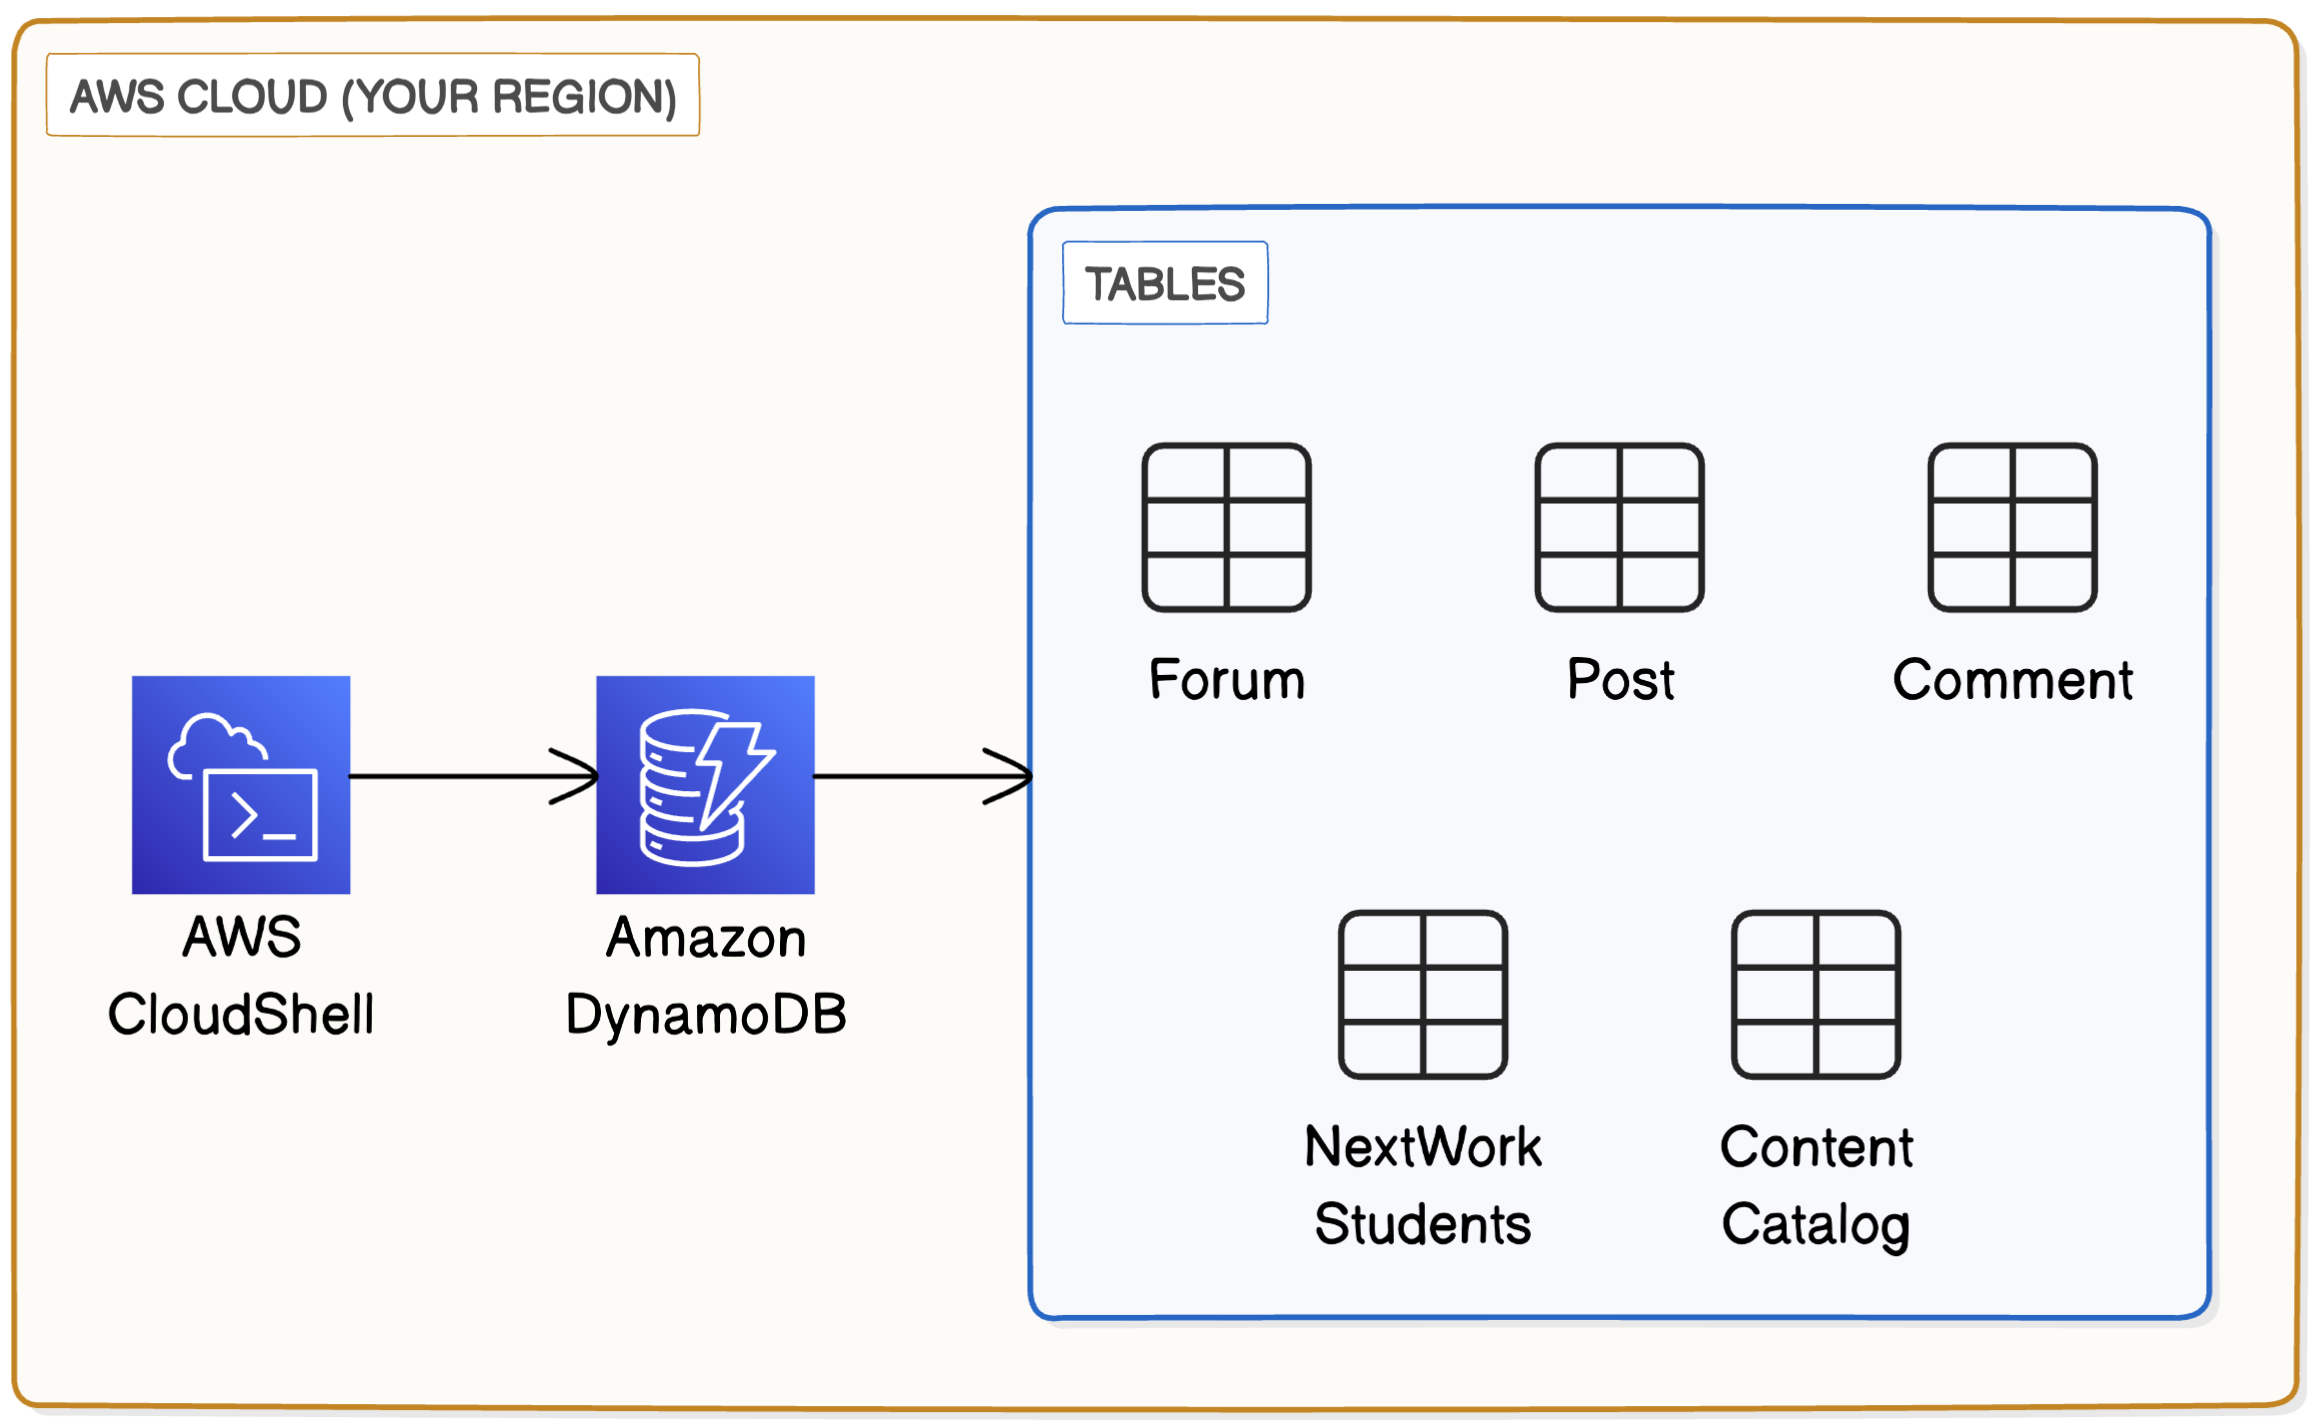 AWS CLOUD (YOUR REGION)
TABLES
Forum
Post
Comment
AWS
CloudShell
Amazon
DynamoDB
NextWork
Students
Content
Catalog